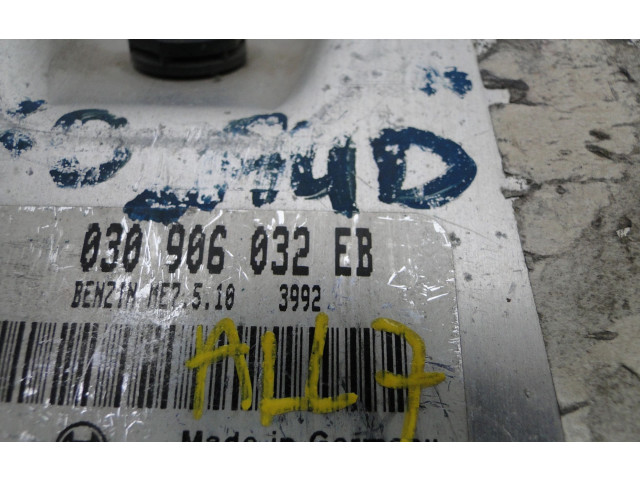 030 906 032 EB
BENZIN ME7.5.10 3992
ALL7
Made in Germany